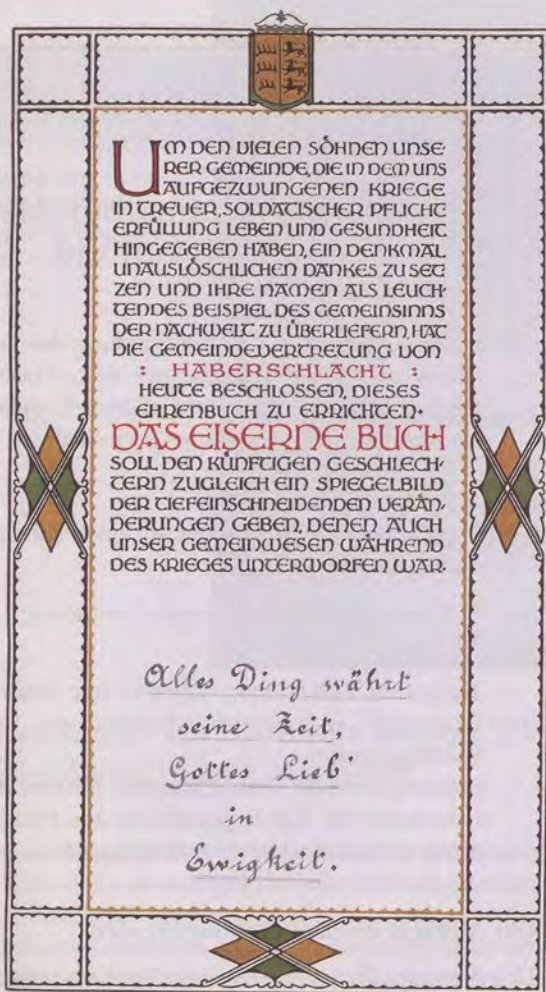 UM DEN VIELEN SÖHNEN UNSE-
RER GEMEINDE, DIE IN DEM UNS
AUFGEZWUNGENEN KRIEGE
IN TREUER, SOLDATISCHER PFLICHT
ERFÜLLUNG LEBEN UND GESUNDHEIT
HINGEGEBEN HABEN, EIN DENKMAL
UNAUSLÖSCHLICHEN DANKES ZU SET
ZEN UND IHRE NAMEN ALS LEUCH-
TENDES BEISPIEL DES GEMEINSINNS
DER NACHWELT ZU ÜBERLIEFERN, HAT
DIE GEMEINDEVERTRETUNG VON
: HABERSCHLACHT :
HEUTE BESCHLOSSEN, DIESES
EHRENBUCH ZU ERRICHTEN.
DAS EISERNE BUCH
SOLL DEN KÜNFTIGEN GESCHLECH-
TERN ZUGLEICH EIN SPIEGELBILD
DER TIEFEINSCHNEIDENDEN VERÄN-
DERUNGEN GEBEN, DENEN AUCH
UNSER GEMEINWESEN WÄHREND
DES KRIEGES UNTERWORFEN WAR.
Alles Ding währt
seine Zeit,
Gottes Lieb'
in
Ewigkeit.